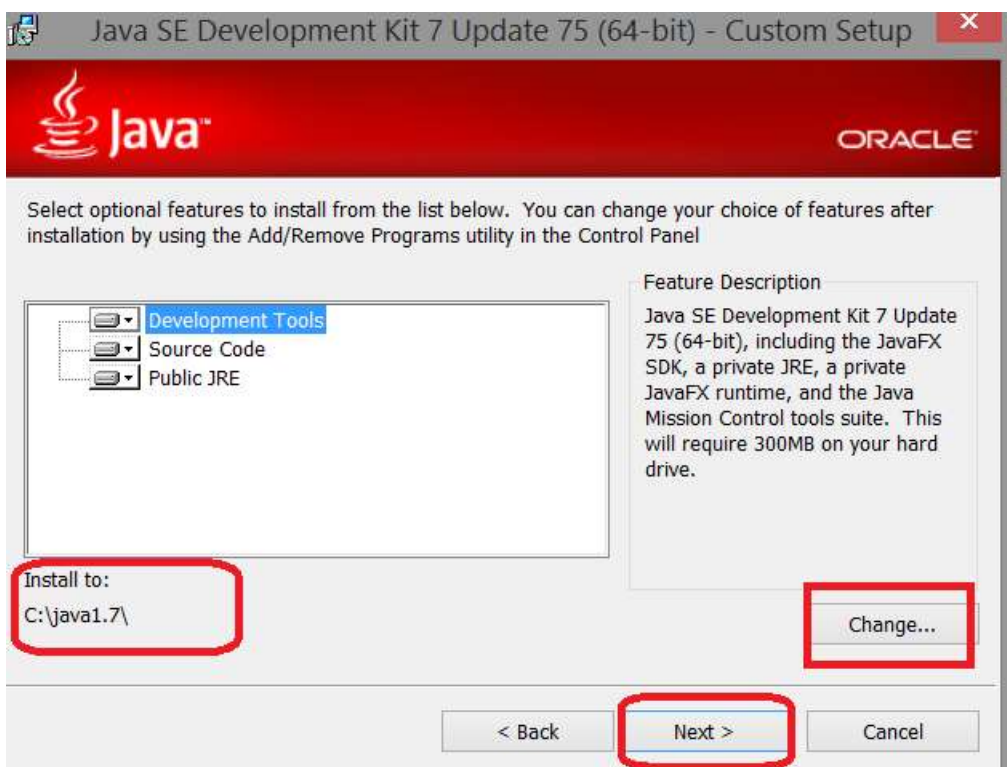 Java SE Development Kit 7 Update 75 (64-bit) - Custom Setup
Java™
ORACLE
Select optional features to install from the list below.  You can change your choice of features after
installation by using the Add/Remove Programs utility in the Control Panel
Development Tools
Source Code
Public JRE
Feature Description
Java SE Development Kit 7 Update
75 (64-bit), including the JavaFX
SDK, a private JRE, a private
JavaFX runtime, and the Java
Mission Control tools suite.  This
will require 300MB on your hard
drive.
Install to:
C:\java1.7\
Change...
< Back
Next >
Cancel